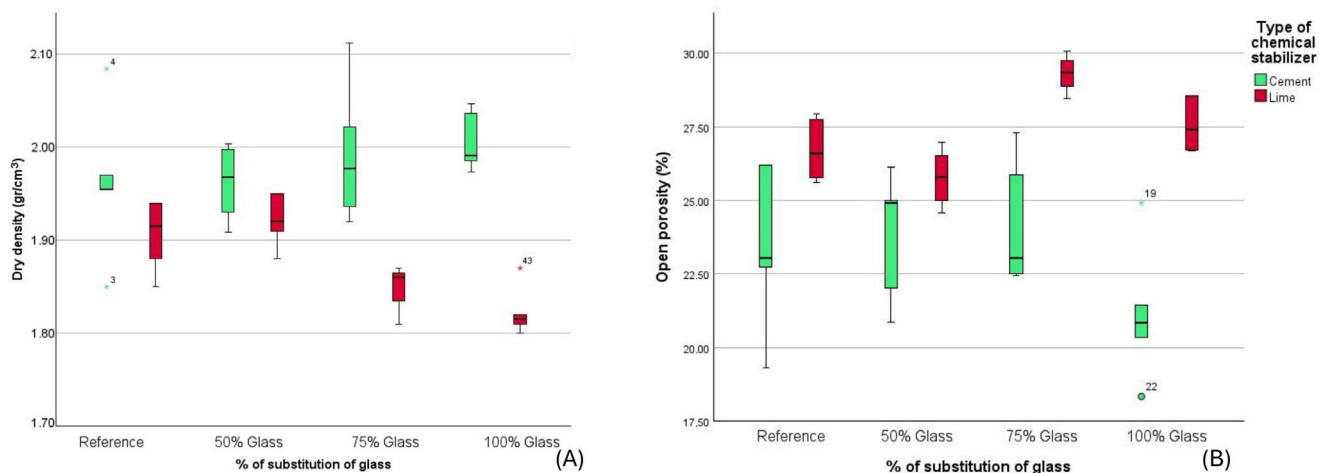 2.10
2.00
1.90
1.80
1.70
Dry density (gr/cm³)
4
3
43
Reference
50% Glass
75% Glass
100% Glass
% of substitution of glass
(A)
30.00
27.50
25.00
22.50
20.00
17.50
Open porosity (%)
19
22
Reference
50% Glass
75% Glass
100% Glass
% of substitution of glass
(B)
Type of
chemical
stabilizer
Cement
Lime